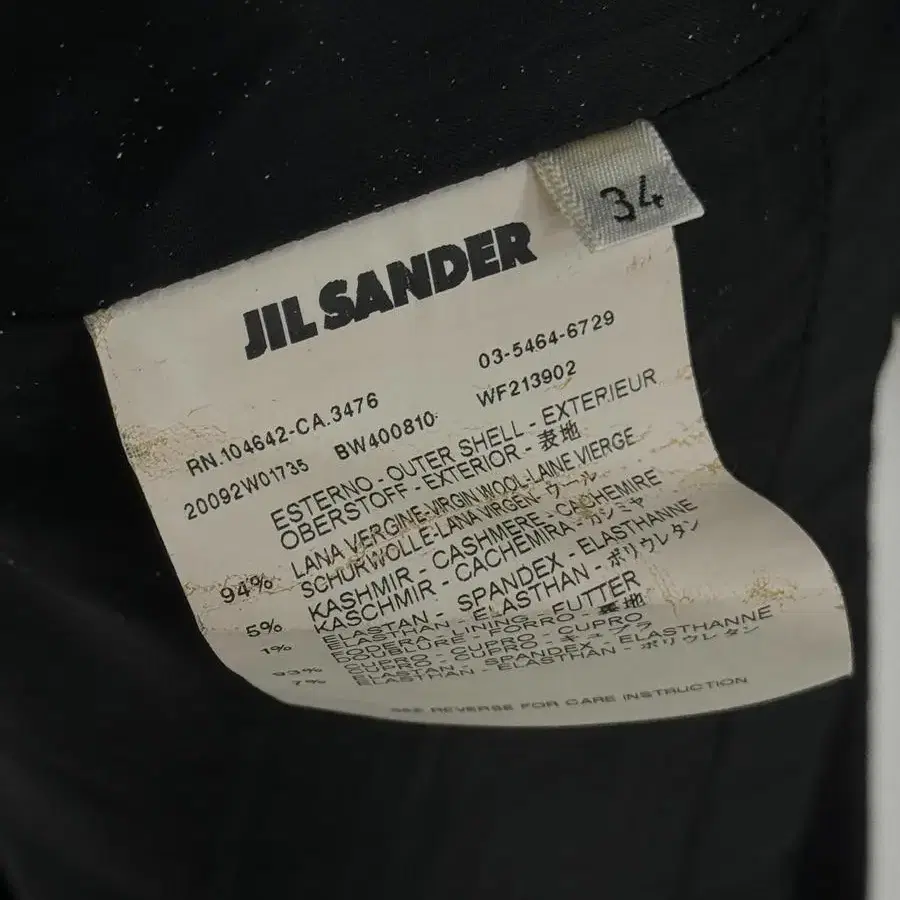 34
JIL SANDER
03-5464-6729
RN.104642-CA.3476
WF213902
20092W01735 BW400810
ESTERNO - OUTER SHELL - EXTERIEUR
OBERSTOFF - EXTERIOR - 表地
94% LANA VERGINE-VIRGIN WOOL-LAINE VIERGE
SCHURWOLLE-LANA VIRGEN- ウール
5% KASHMIR - CASHMERE - CACHEMIRE
KASCHMIR - CACHEMIRA - カシミヤ
1% ELASTAN - SPANDEX - ELASTHANNE
ELASTHAN - ELASTHAN - ポリウレタン
FODERA - LINING - FUTTER
DOUBLURE - FORRO - 裏地
93% CUPRO - CUPRO - CUPRO
CUPRO - CUPRO - キュプラ
7% ELASTAN - SPANDEX - ELASTHANNE
ELASTHAN - ELASTHAN - ポリウレタン
SEE REVERSE FOR CARE INSTRUCTION